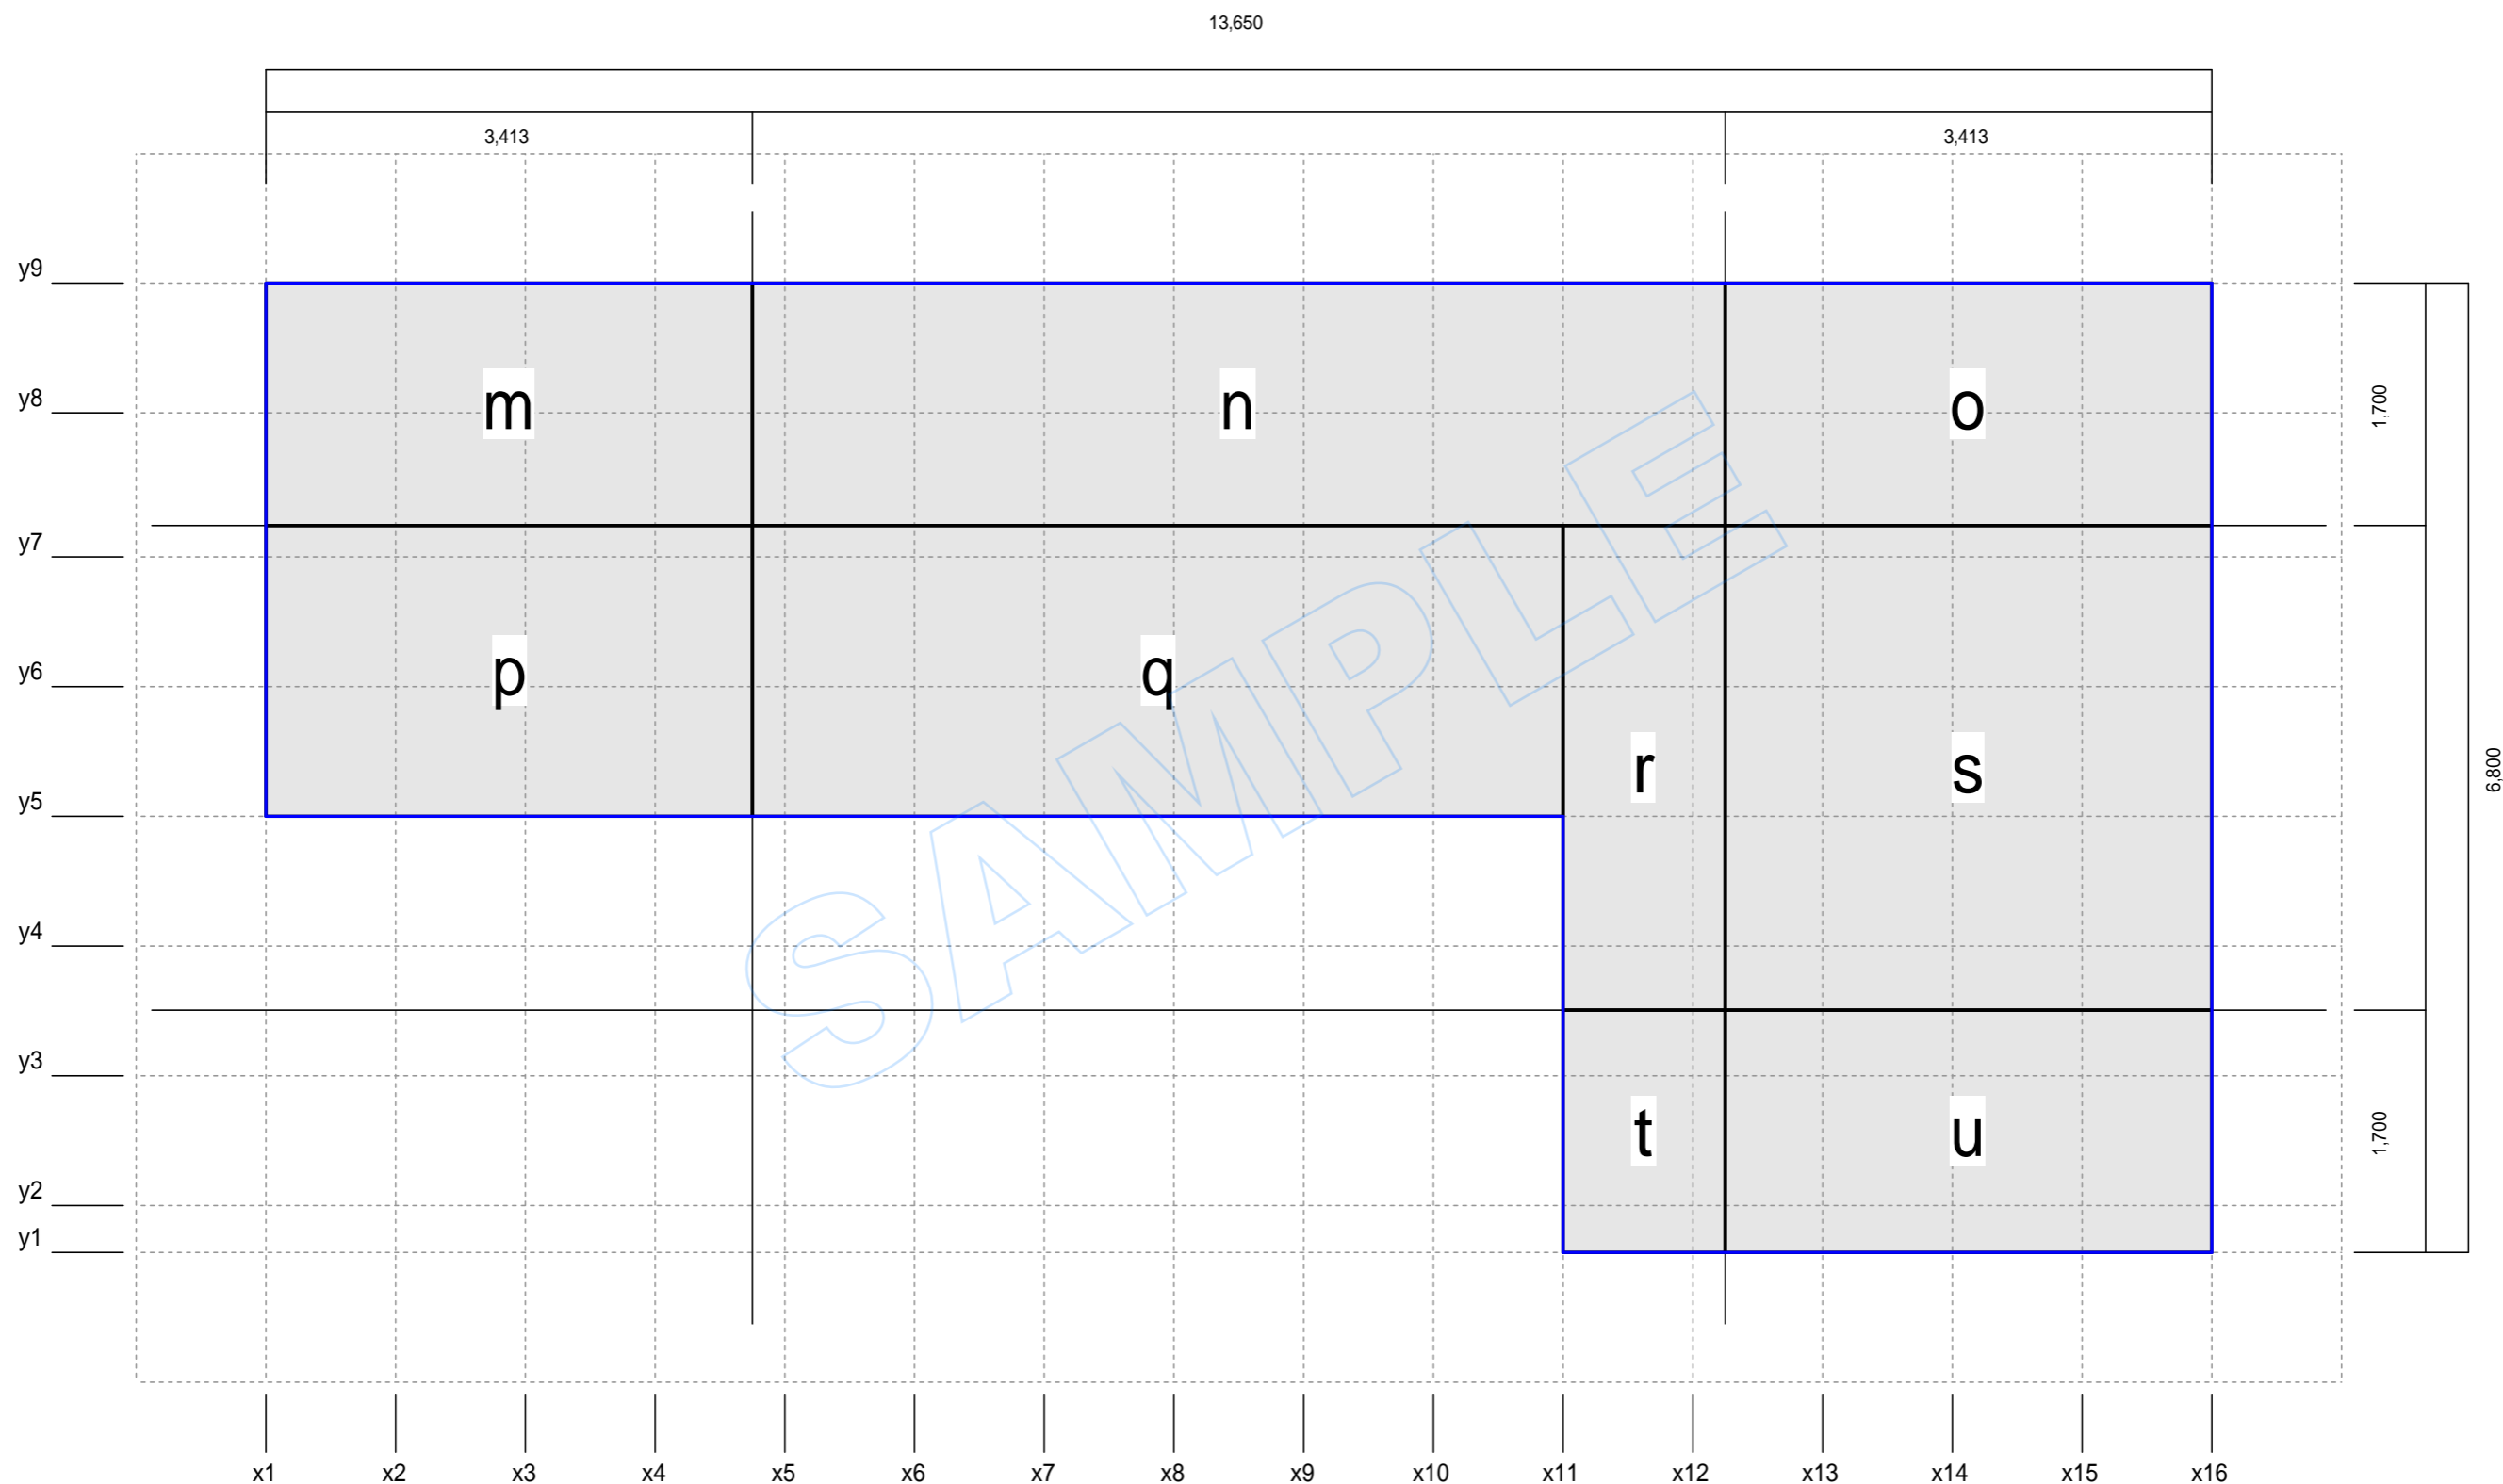 13,650
3,413
3,413
y9
y8
y7
y6
y5
y4
y3
y2
y1
m
n
o
p
q
r
s
t
u
1,700
6,800
1,700
SAMPLE
x1 x2 x3 x4 x5 x6 x7 x8 x9 x10 x11 x12 x13 x14 x15 x16